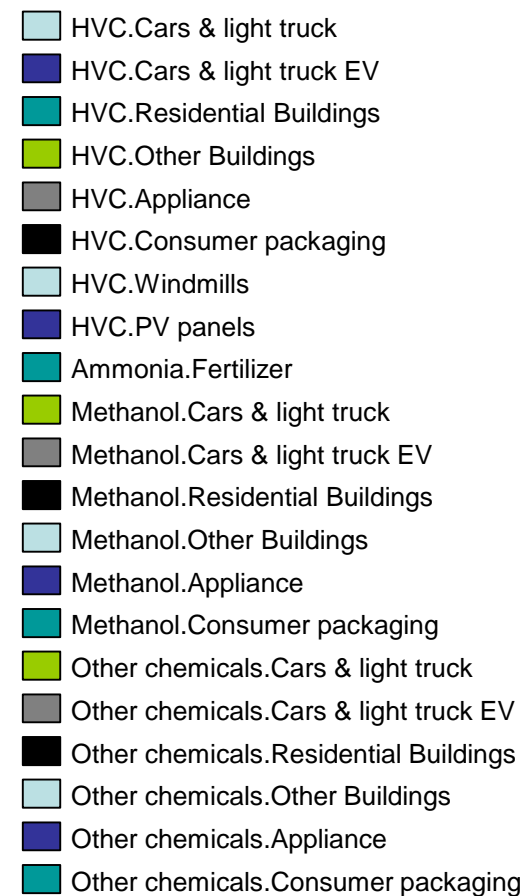 HVC.Cars & light truck
HVC.Cars & light truck EV
HVC.Residential Buildings
HVC.Other Buildings
HVC.Appliance
HVC.Consumer packaging
HVC.Windmills
HVC.PV panels
Ammonia.Fertilizer
Methanol.Cars & light truck
Methanol.Cars & light truck EV
Methanol.Residential Buildings
Methanol.Other Buildings
Methanol.Appliance
Methanol.Consumer packaging
Other chemicals.Cars & light truck
Other chemicals.Cars & light truck EV
Other chemicals.Residential Buildings
Other chemicals.Other Buildings
Other chemicals.Appliance
Other chemicals.Consumer packaging